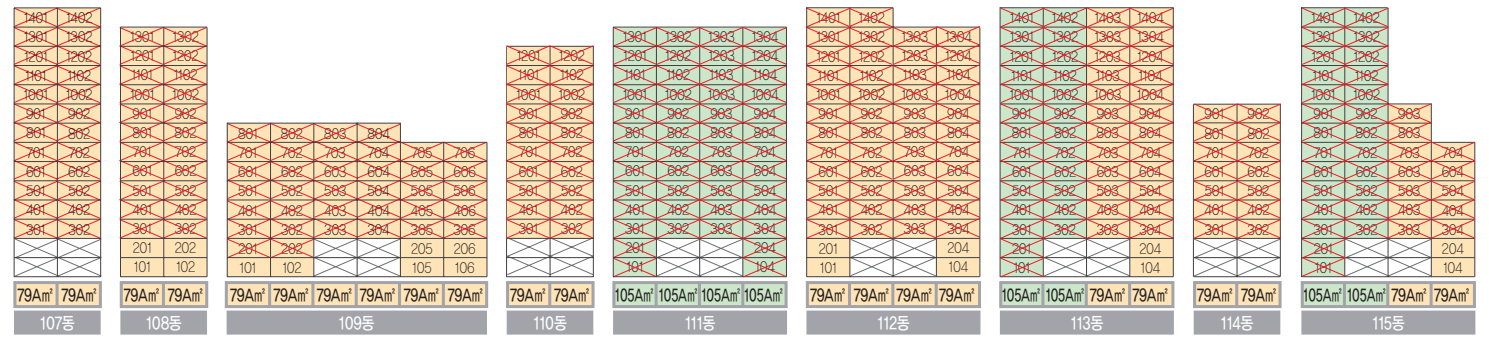 1401 1402
1301 1302
1201 1202
1101 1102
1001 1002
901 902
801 802
701 702
601 602
501 502
401 402
301 302
79Am² 79Am²
107동
1301 1302
1201 1202
1101 1102
1001 1002
901 902
801 802
701 702
601 602
501 502
401 402
301 302
201 202
101 102
79Am² 79Am²
108동
801 802 803 804
701 702 703 704 705 706
601 602 603 604 605 606
501 502 503 504 505 506
401 402 403 404 405 406
301 302 303 304 305 306
201 202 205 206
101 102 105 106
79Am² 79Am² 79Am² 79Am² 79Am² 79Am²
109동
1201 1202
1101 1102
1001 1002
901 902
801 802
701 702
601 602
501 502
401 402
301 302
79Am² 79Am²
110동
1301 1302 1303 1304
1201 1202 1203 1204
1101 1102 1103 1104
1001 1002 1003 1004
901 902 903 904
801 802 803 804
701 702 703 704
601 602 603 604
501 502 503 504
401 402 403 404
301 302 303 304
201 204
101 104
105Am² 105Am² 105Am² 105Am²
111동
1401 1402
1301 1302 1303 1304
1201 1202 1203 1204
1101 1102 1103 1104
1001 1002 1003 1004
901 902 903 904
801 802 803 804
701 702 703 704
601 602 603 604
501 502 503 504
401 402 403 404
301 302 303 304
201 204
101 104
79Am² 79Am² 79Am² 79Am²
112동
1401 1402 1403 1404
1301 1302 1303 1304
1201 1202 1203 1204
1101 1102 1103 1104
1001 1002 1003 1004
901 902 903 904
801 802 803 804
701 702 703 704
601 602 603 604
501 502 503 504
401 402 403 404
301 302 303 304
201 204
101 104
105Am² 105Am² 79Am² 79Am²
113동
901 902
801 802
701 702
601 602
501 502
401 402
301 302
79Am² 79Am²
114동
1401 1402
1301 1302
1201 1202
1101 1102
1001 1002
901 902 903
801 802 803
701 702 703 704
601 602 603 604
501 502 503 504
401 402 403 404
301 302 303 304
201 204
101 104
105Am² 105Am² 79Am² 79Am²
115동